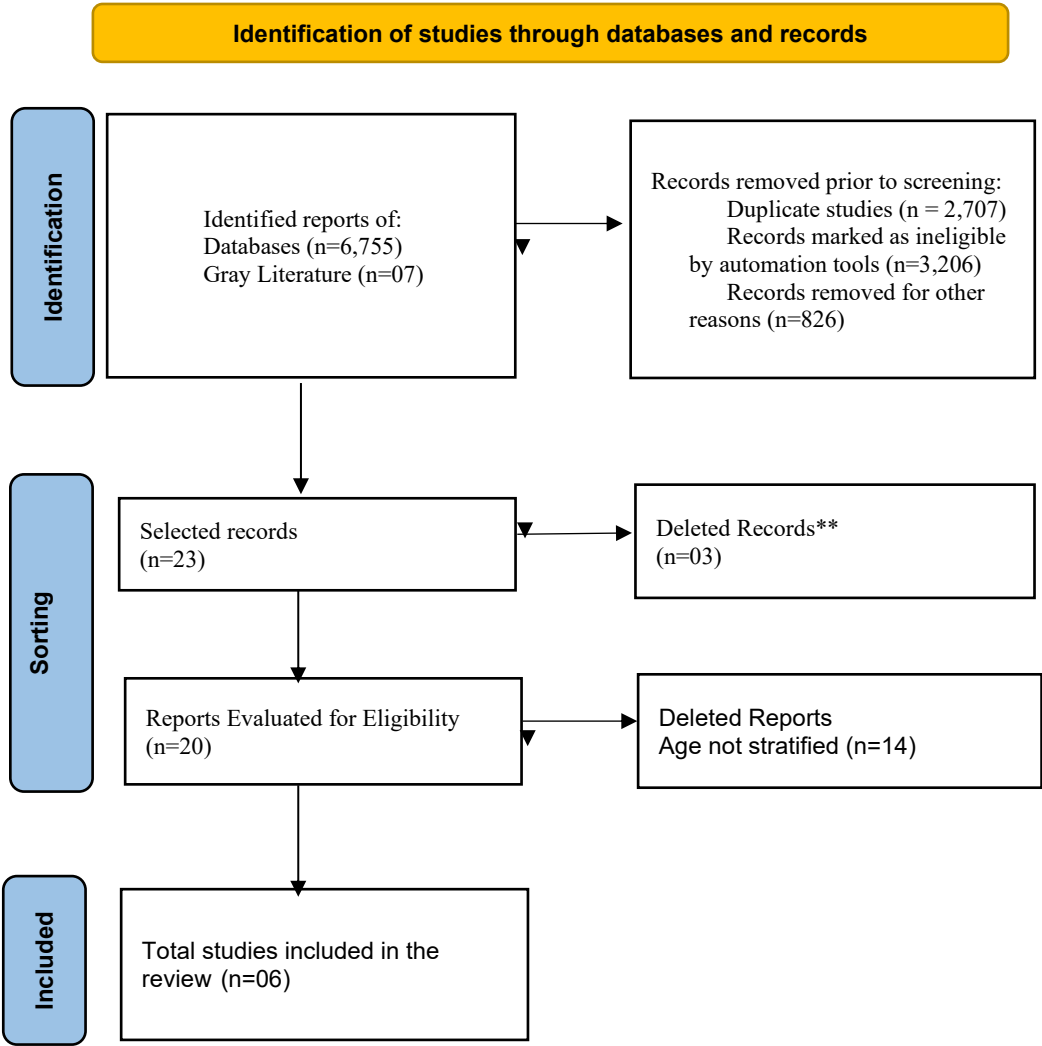 Identification of studies through databases and records
Identification
Identified reports of:
Databases (n=6,755)
Gray Literature (n=07)
Records removed prior to screening:
Duplicate studies (n = 2,707)
Records marked as ineligible
by automation tools (n=3,206)
Records removed for other
reasons (n=826)
Sorting
Selected records
(n=23)
Deleted Records**
(n=03)
Reports Evaluated for Eligibility
(n=20)
Deleted Reports
Age not stratified (n=14)
Included
Total studies included in the
review (n=06)